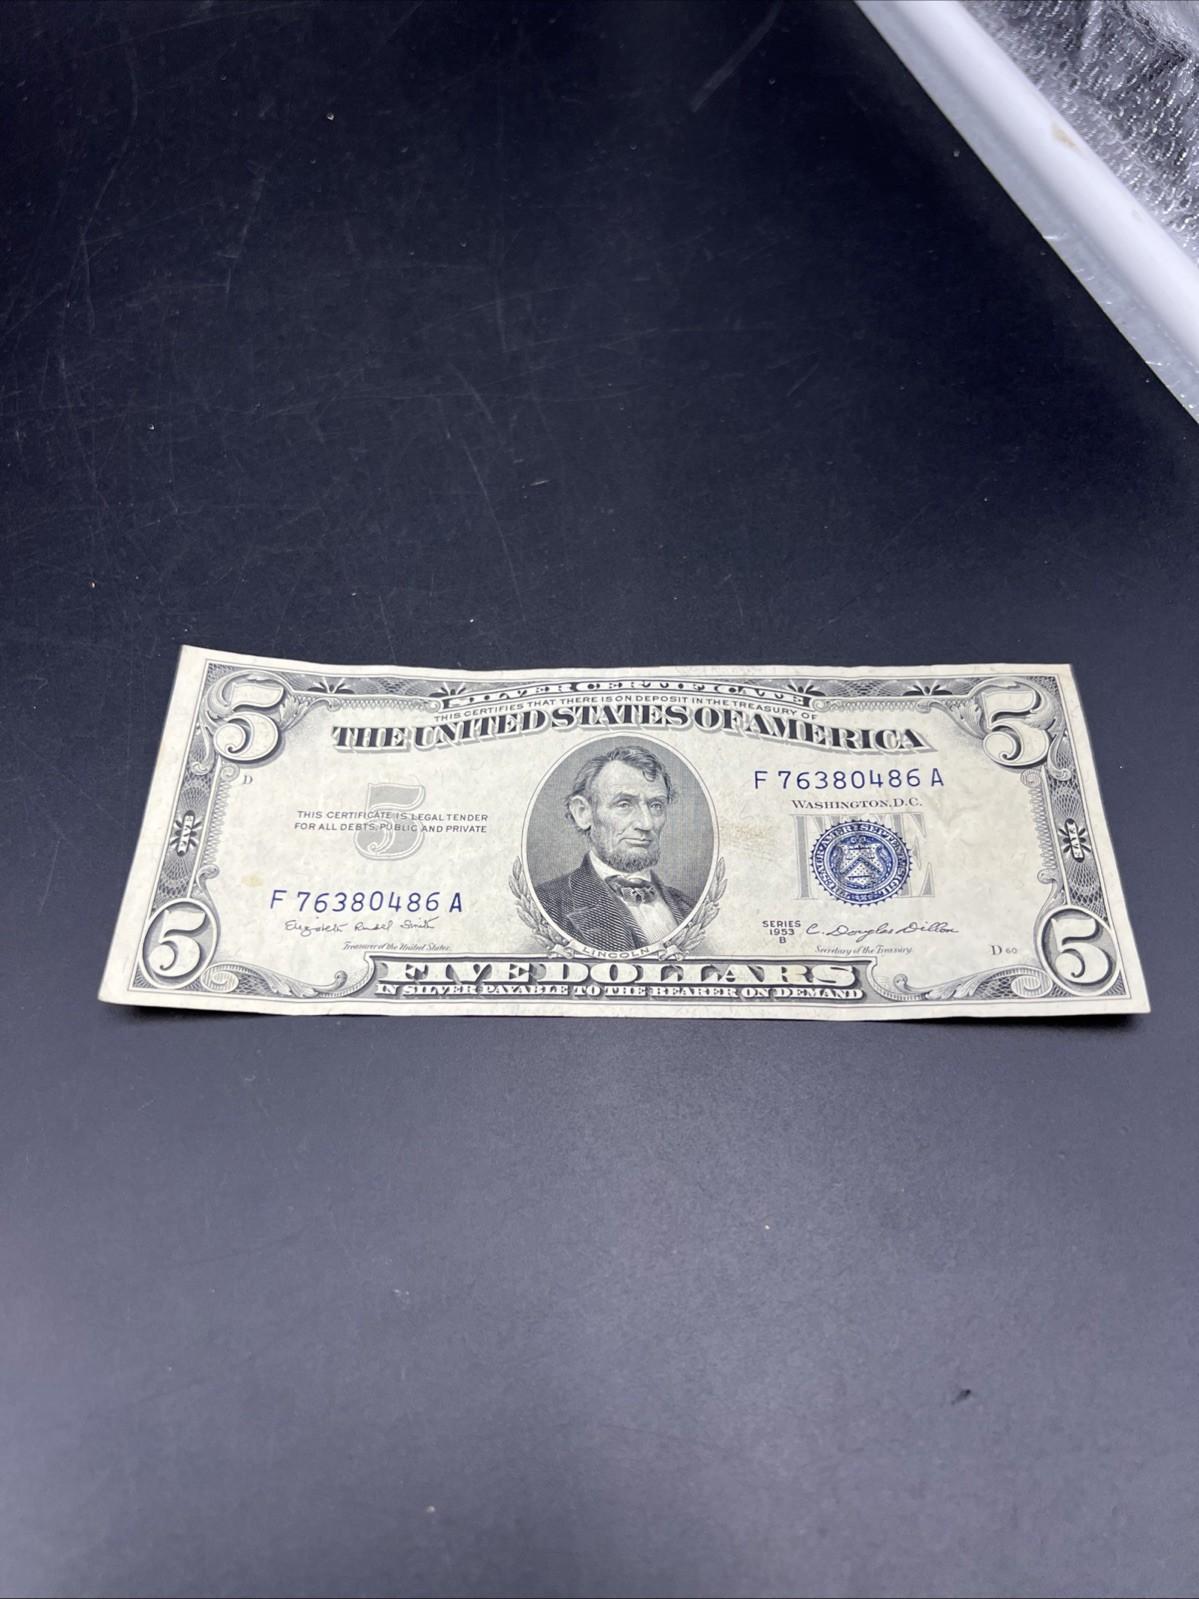 5
SILVER CERTIFICATE
5
THIS CERTIFIES THAT THERE IS ON DEPOSIT IN THE TREASURY OF
THE UNITED STATES OF AMERICA
D
F 76380486 A
WASHINGTON, D.C.
5
THIS CERTIFICATE IS LEGAL TENDER
FOR ALL DEBTS, PUBLIC AND PRIVATE
FIVE
FIVE
FIVE
F 76380486 A
Elizabeth Rudel Smith
Treasurer of the United States.
SERIES
1953
B
C. Douglas Dillon
Secretary of the Treasury.
D 60
LINCOLN
5
FIVE DOLLARS
5
IN SILVER PAYABLE TO THE BEARER ON DEMAND